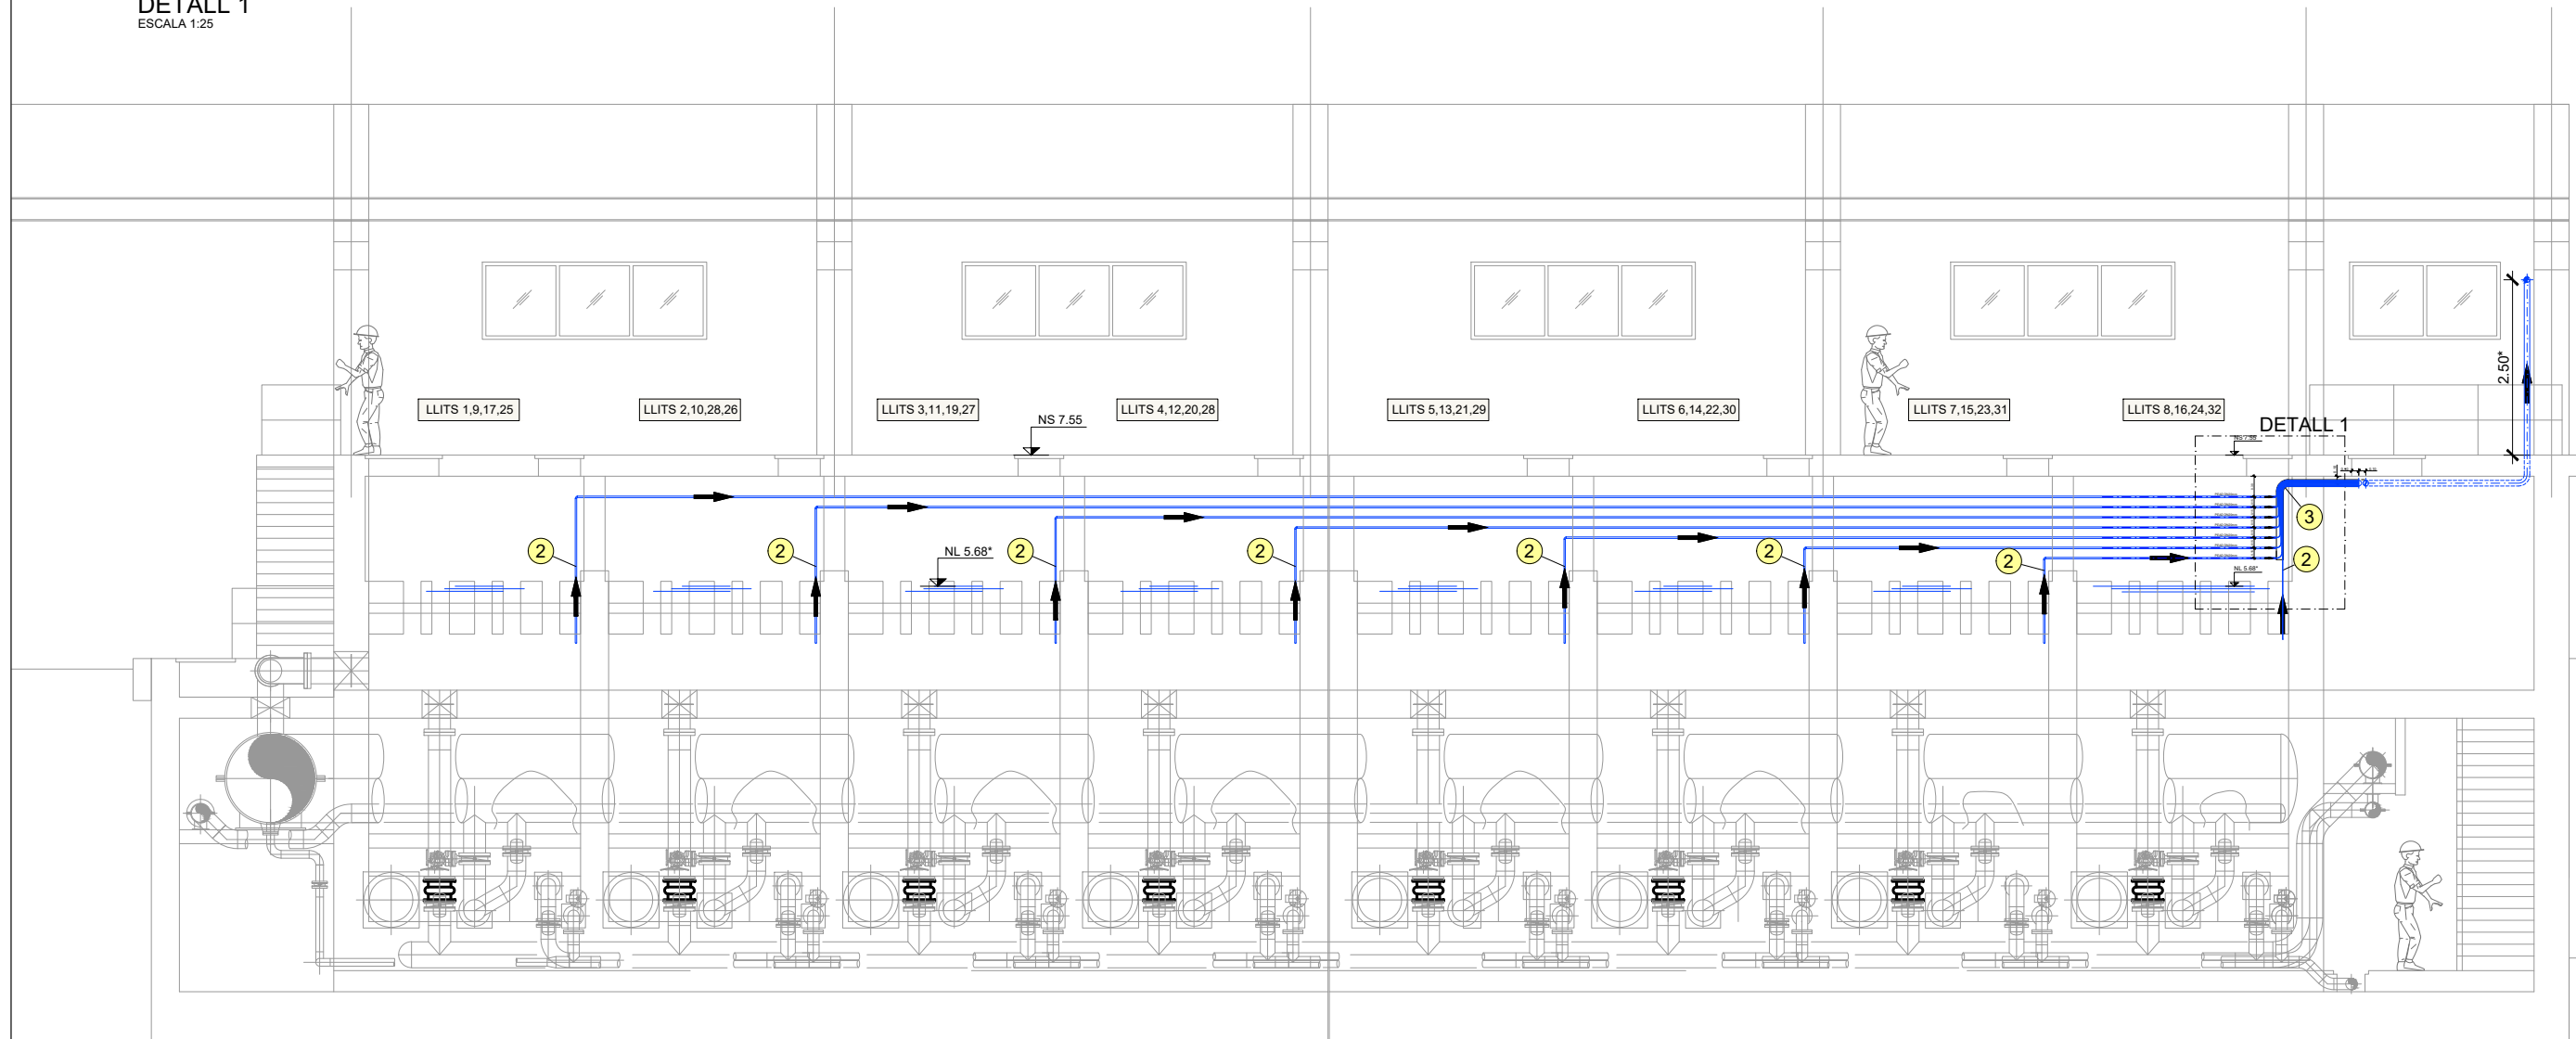 DETALL 1
ESCALA 1:25
2.50*
LLITS 1,9,17,25
LLITS 2,10,28,26
LLITS 3,11,19,27
LLITS 4,12,20,28
LLITS 5,13,21,29
LLITS 6,14,22,30
LLITS 7,15,23,31
LLITS 8,16,24,32
NS 7.55
DETALL 1
NS 7.55
3
2
2
NL 5.68*
2
2
2
2
2
2
NL 5.68*